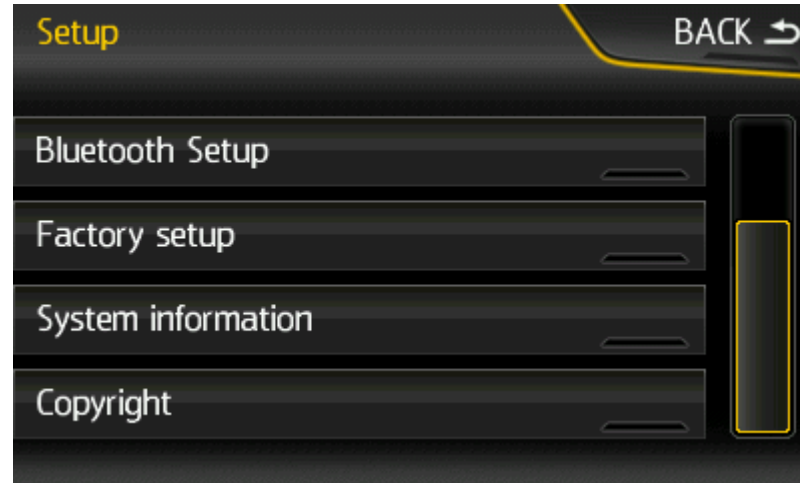 Setup
BACK
Bluetooth Setup
Factory setup
System information
Copyright